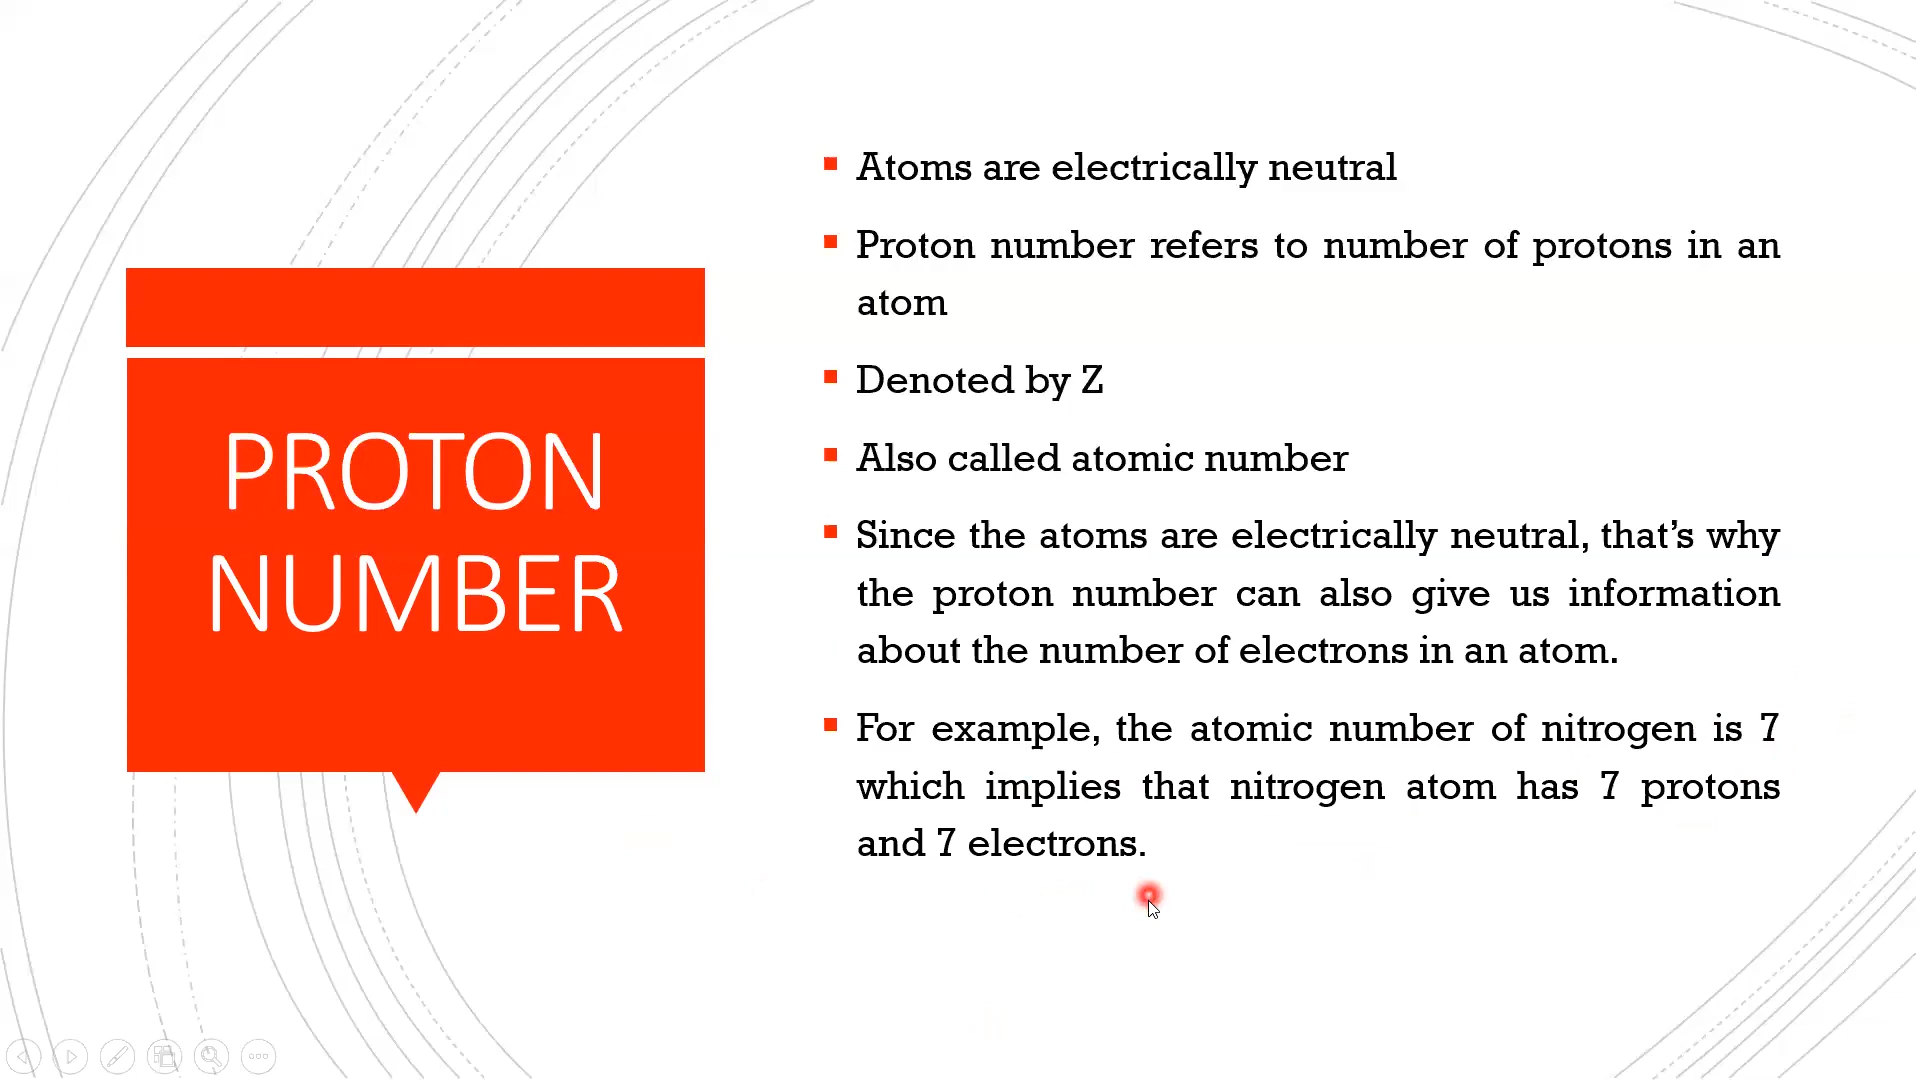 PROTON
NUMBER
Atoms are electrically neutral
Proton number refers to number of protons in an
atom
Denoted by Z
Also called atomic number
Since the atoms are electrically neutral, that's why
the proton number can also give us information
about the number of electrons in an atom.
For example, the atomic number of nitrogen is 7
which implies that nitrogen atom has 7 protons
and 7 electrons.